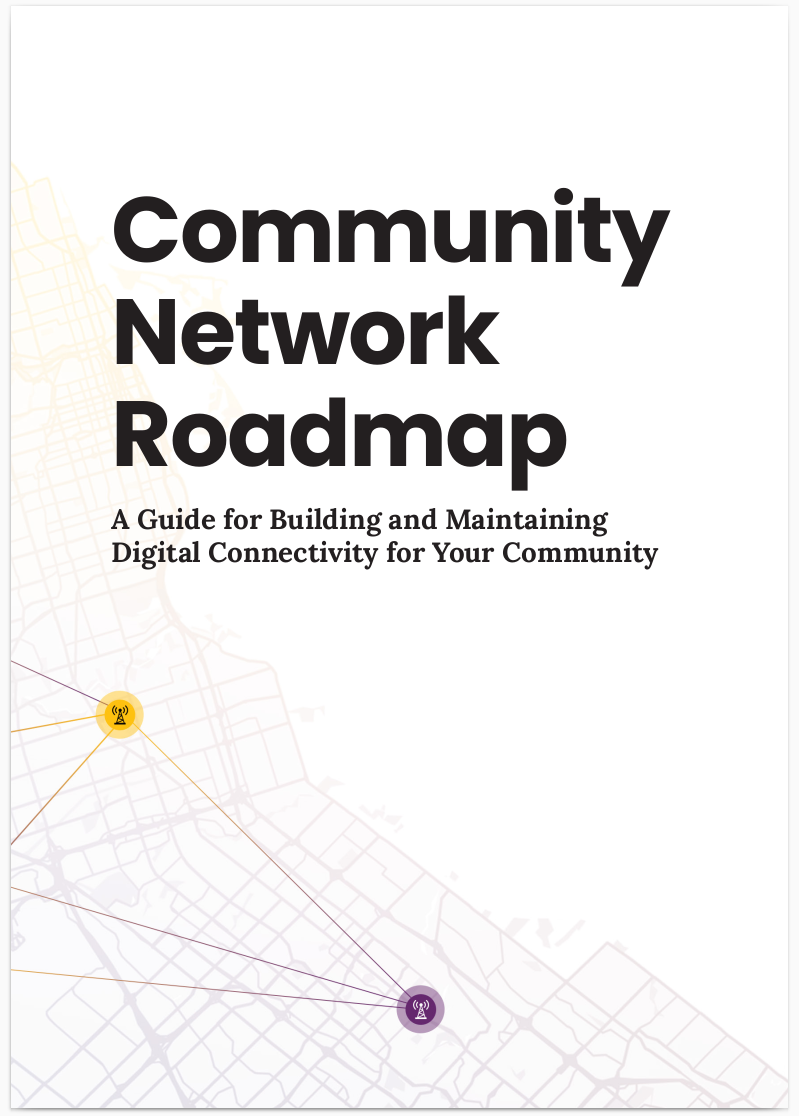 Community
Network
Roadmap
A Guide for Building and Maintaining
Digital Connectivity for Your Community